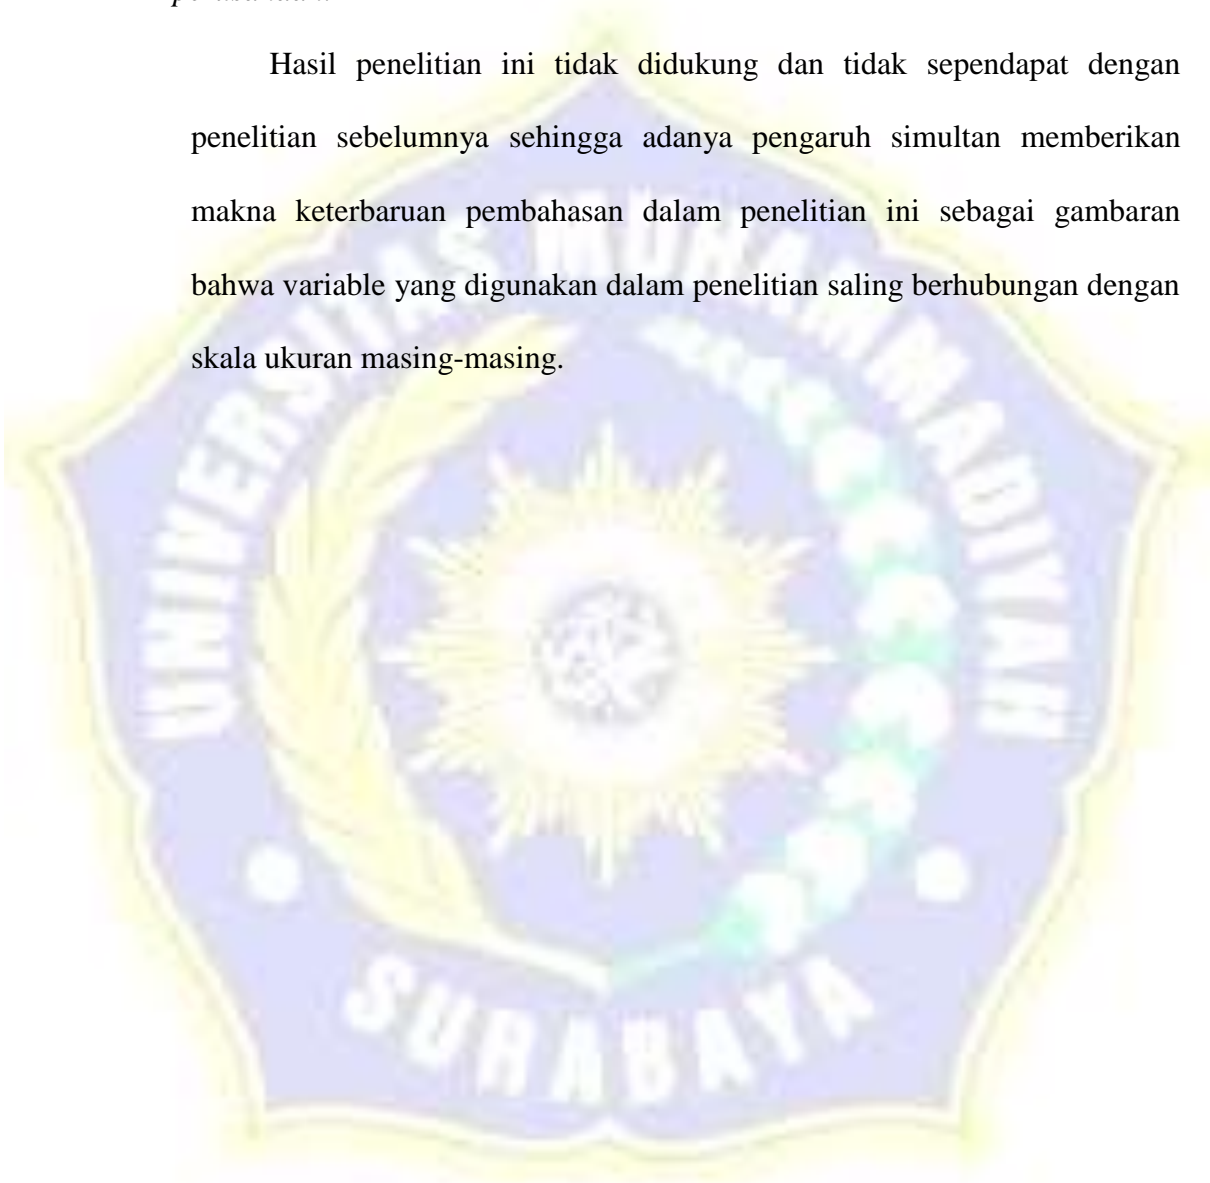 Hasil penelitian ini tidak didukung dan tidak sependapat dengan
penelitian sebelumnya sehingga adanya pengaruh simultan memberikan
makna keterbaruan pembahasan dalam penelitian ini sebagai gambaran
bahwa variable yang digunakan dalam penelitian saling berhubungan dengan
skala ukuran masing-masing.
UNIVERSITAS MUHAMMADIYAH
SURABAYA